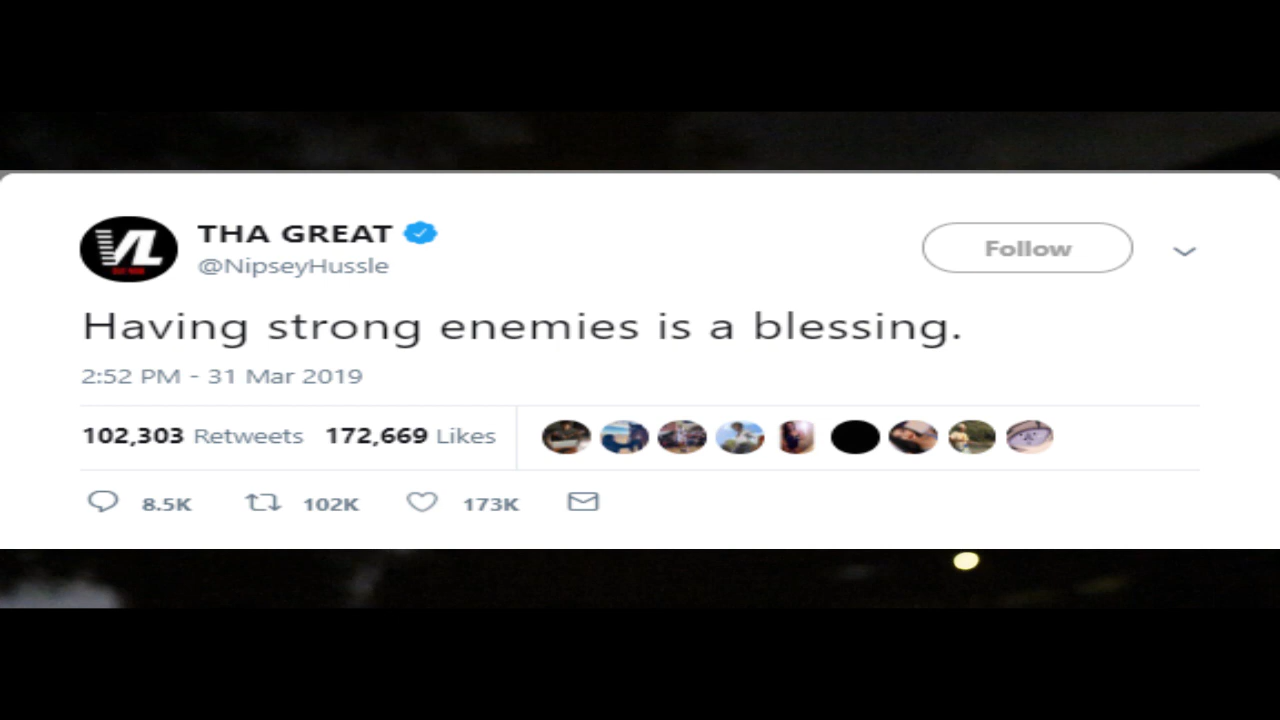 THA GREAT
@NipseyHussle
Follow
Having strong enemies is a blessing.
2:52 PM - 31 Mar 2019
102,303 Retweets 172,669 Likes
8.5K 102K 173K